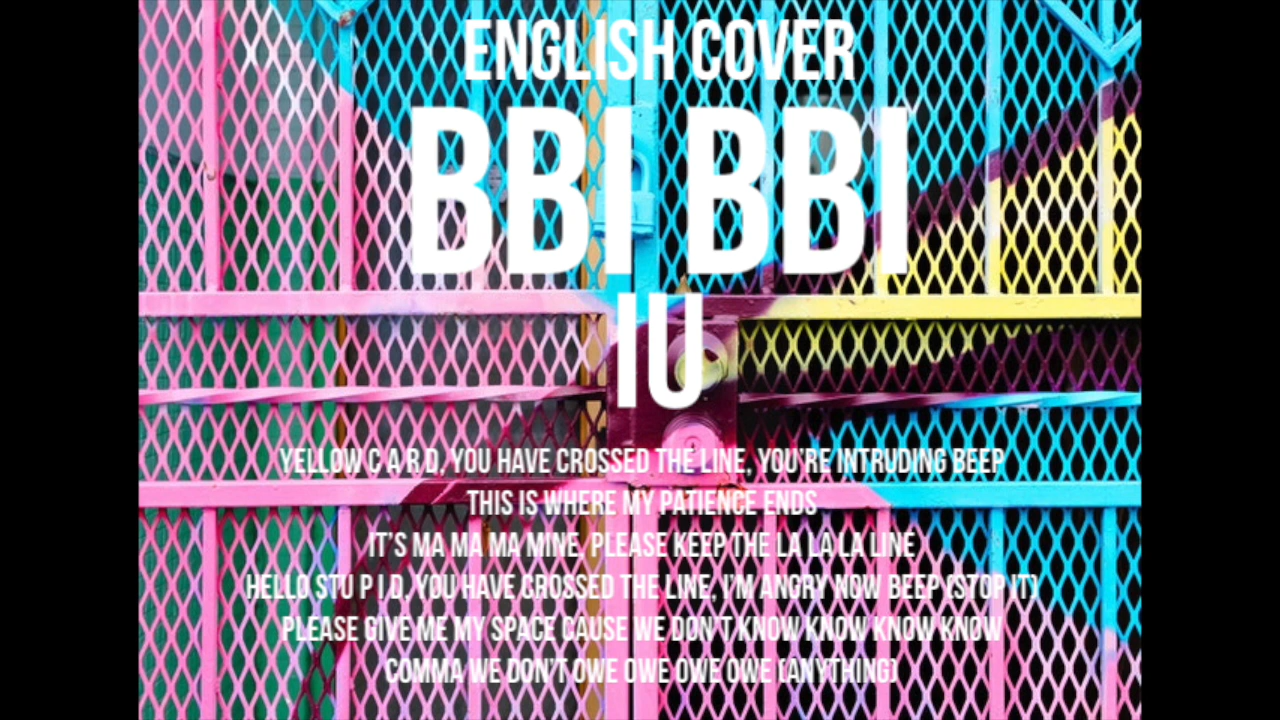 ENGLISH COVER
BBI BBI
IU
YELLOW C A R D, YOU HAVE CROSSED THE LINE, YOU'RE INTRUDING BEEP
THIS IS WHERE MY PATIENCE ENDS
IT'S MA MA MA MINE, PLEASE KEEP THE LA LA LA LINE
HELLO STU P I D, YOU HAVE CROSSED THE LINE, I'M ANGRY NOW BEEP (STOP IT)
PLEASE GIVE ME MY SPACE CAUSE WE DON'T KNOW KNOW KNOW KNOW
COMMA WE DON'T OWE OWE OWE OWE (ANYTHING)